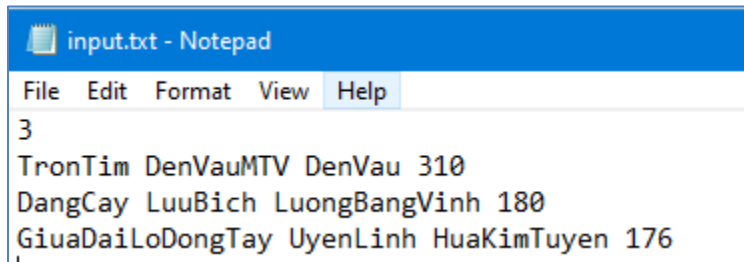 input.txt - Notepad
File Edit Format View Help
3
TronTim DenVauMTV DenVau 310
DangCay LuuBich LuongBangVinh 180
GiuaDaiLoDongTay UyenLinh HuaKimTuyen 176